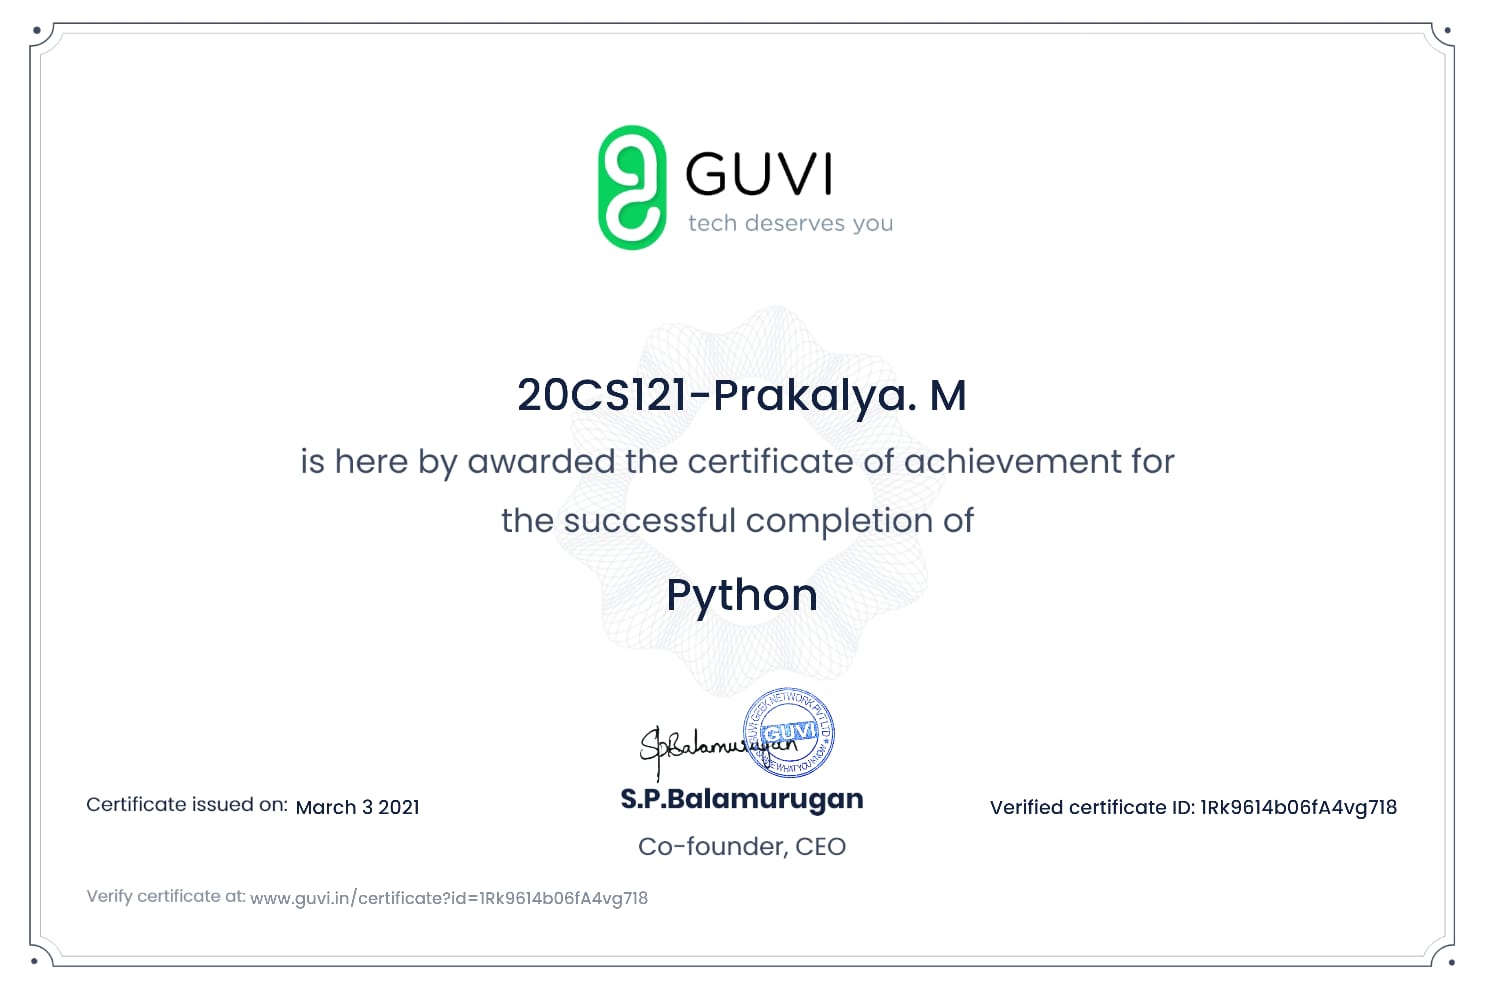 GUVI
tech deserves you
20CS121-Prakalya. M
is here by awarded the certificate of achievement for
the successful completion of
Python
GUVI GEEK NETWORK PVT LTD
GUVI
WHAT YOU KNOW
S.P.Balamurugan
S.P.Balamurugan
Co-founder, CEO
Certificate issued on: March 3 2021
Verified certificate ID: 1Rk9614b06fA4vg718
Verify certificate at: www.guvi.in/certificate?id=1Rk9614b06fA4vg718